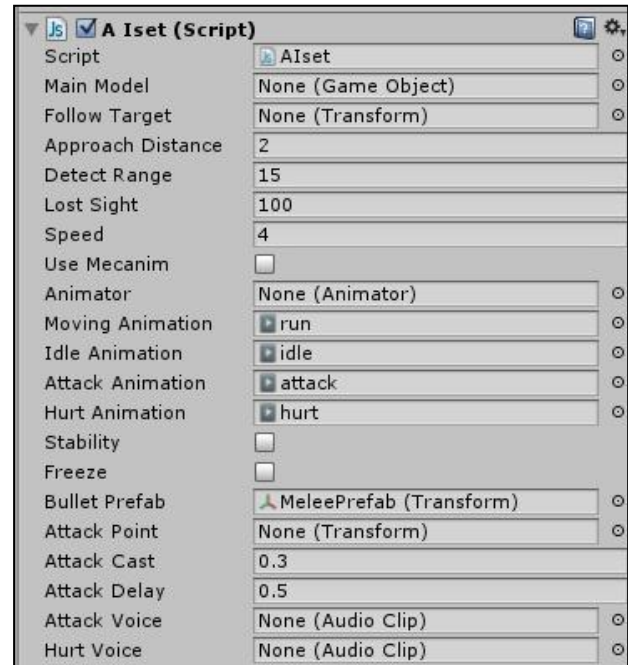 Js A Iset (Script)
Script AIset
Main Model None (Game Object)
Follow Target None (Transform)
Approach Distance 2
Detect Range 15
Lost Sight 100
Speed 4
Use Mecanim
Animator None (Animator)
Moving Animation run
Idle Animation idle
Attack Animation attack
Hurt Animation hurt
Stability
Freeze
Bullet Prefab MeleePrefab (Transform)
Attack Point None (Transform)
Attack Cast 0.3
Attack Delay 0.5
Attack Voice None (Audio Clip)
Hurt Voice None (Audio Clip)